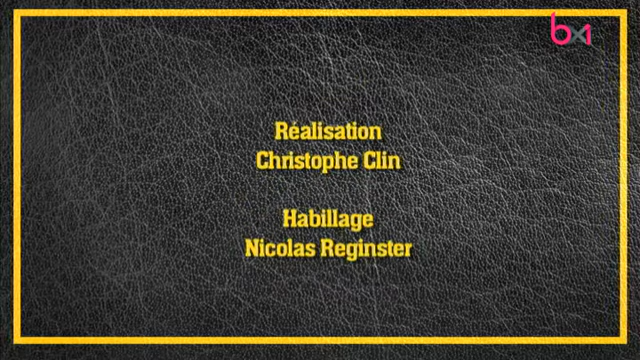 bx1
Réalisation
Christophe Clin
Habillage
Nicolas Reginster